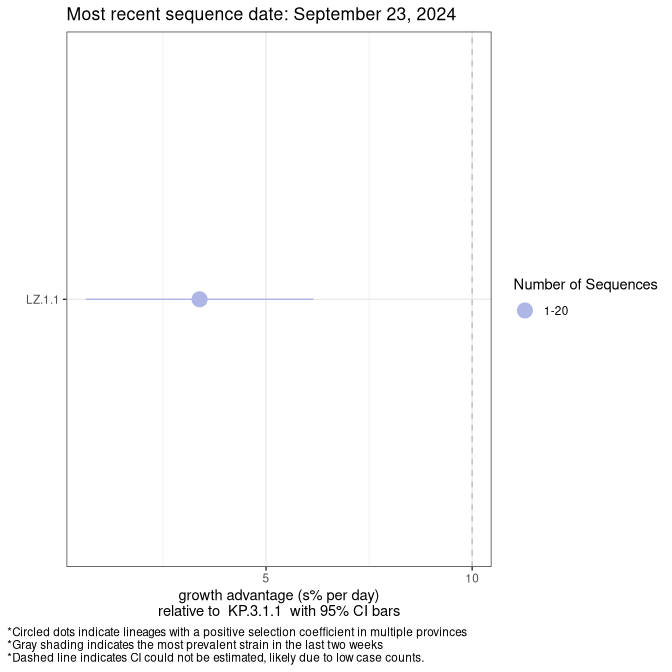 Most recent sequence date: September 23, 2024
LZ.1.1
Number of Sequences
1-20
5
10
growth advantage (s% per day)
relative to  KP.3.1.1  with 95% CI bars
*Circled dots indicate lineages with a positive selection coefficient in multiple provinces
*Gray shading indicates the most prevalent strain in the last two weeks
*Dashed line indicates CI could not be estimated, likely due to low case counts.